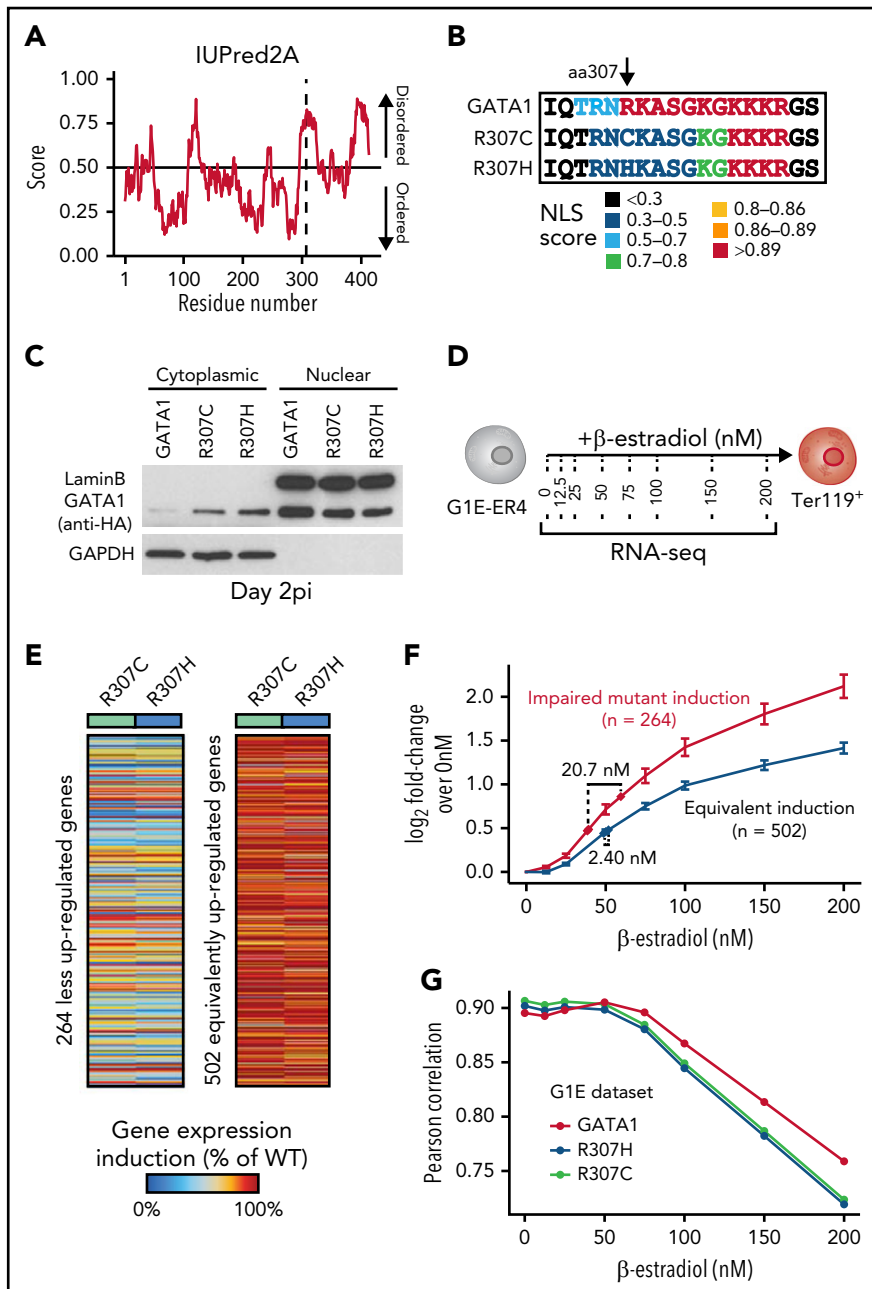 A
IUPred2A
1.00
0.75
0.50
0.25
0.00
Score
Disordered
Ordered
1
100
200
300
400
Residue number
B
aa307
GATA1 IQTRNRKASGKGKKKRGS
R307C IQTRNCKASGKGKKKRGS
R307H IQTRNHKASGKGKKKRGS
NLS
score
<0.3
0.3–0.5
0.5–0.7
0.7–0.8
0.8–0.86
0.86–0.89
>0.89
C
Cytoplasmic Nuclear
GATA1 R307C R307H GATA1 R307C R307H
LaminB
GATA1
(anti-HA)
GAPDH
Day 2pi
D
+β-estradiol (nM)
0 12.5 25 50 75 100 150 200
G1E-ER4
Ter119+
RNA-seq
E
R307C R307H R307C R307H
264 less up-regulated genes
502 equivalently up-regulated genes
Gene expression
induction (% of WT)
0% 100%
F
2.0
1.5
1.0
0.5
0.0
log2 fold-change
over 0nM
Impaired mutant induction
(n = 264)
20.7 nM
Equivalent induction
(n = 502)
2.40 nM
0 50 100 150 200
β-estradiol (nM)
G
0.90
0.85
0.80
0.75
Pearson correlation
G1E dataset
GATA1
R307H
R307C
0 50 100 150 200
β-estradiol (nM)